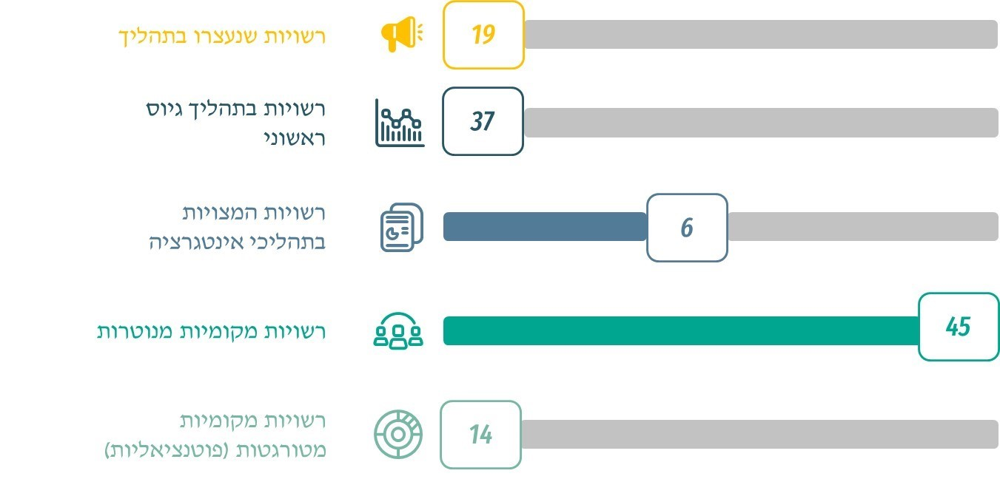 רשויות שנעצרו בתהליך
19
רשויות בתהליך גיוס
ראשוני
37
רשויות המצויות
בתהליכי אינטגרציה
6
רשויות מקומיות מנוטרות
45
רשויות מקומיות
מטורגטות (פוטנציאליות)
14